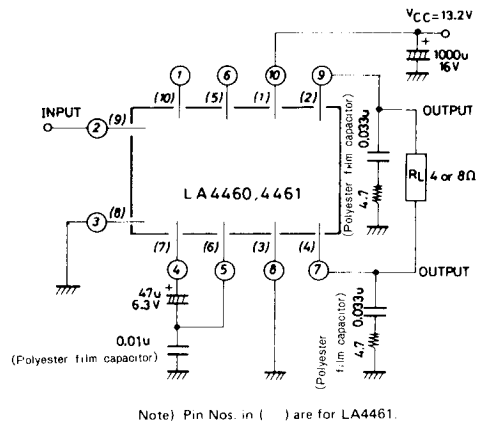 VCC=13.2V
+
1000u
16V
1 6 10 9
(10) (5) (1) (2)
INPUT
2 (9)
OUTPUT
LA4460,4461
0.033u
(Polyester film capacitor)
4.7
RL 4 or 8Ω
3 (8)
(7) (6) (3) (4)
4 5 8 7
OUTPUT
+
47u
6.3V
0.01u
(Polyester film capacitor)
0.033u
(Polyester
film capacitor)
4.7
Note) Pin Nos. in ( ) are for LA4461.